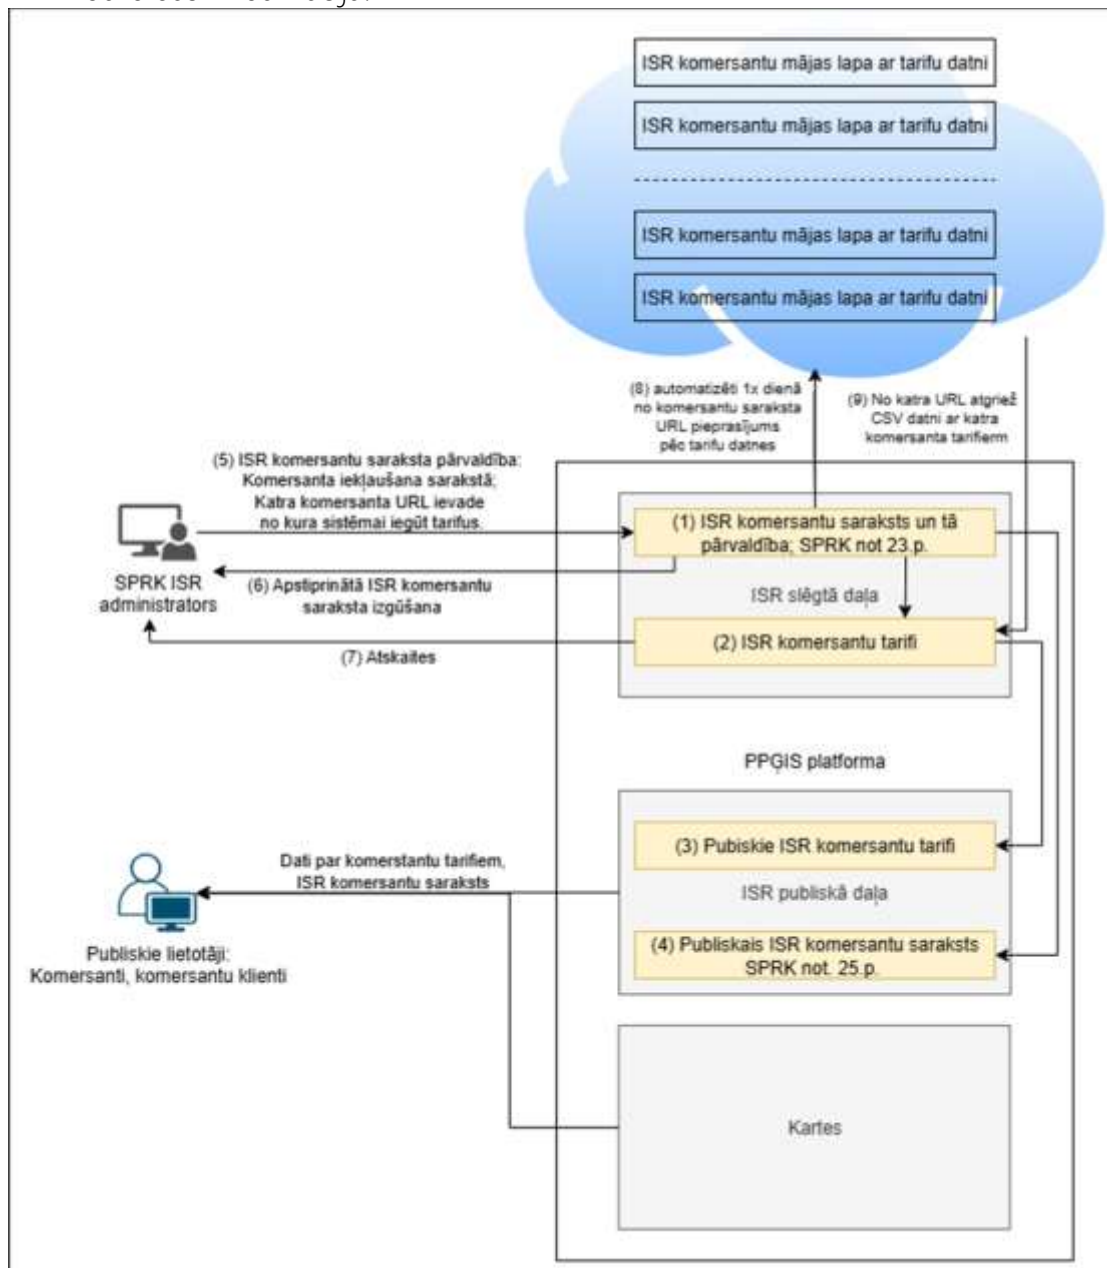 ISR komersantu mājas lapa ar tarifu datni
ISR komersantu mājas lapa ar tarifu datni
ISR komersantu mājas lapa ar tarifu datni
ISR komersantu mājas lapa ar tarifu datni
(8) automatizēti 1x dienā
no komersantu saraksta
URL pieprasījums
pēc tarifu datnes
(9) No katra URL atgriež
CSV datni ar katra
komersanta tarifiem
(5) ISR komersantu saraksta pārvaldība:
Komersanta iekļaušana sarakstā;
Katra komersanta URL ievade
no kura sistēmai iegūt tarifus.
(1) ISR komersantu saraksts un tā
pārvaldība; SPRK not 23.p.
SPRK ISR
administrators
(6) Apstiprinātā ISR komersantu
saraksta izgūšana
ISR slēgtā daļa
(2) ISR komersantu tarifi
(7) Atskaites
PPĢIS platforma
(3) Pubiskie ISR komersantu tarifi
Dati par komerstantu tarifiem,
ISR komersantu saraksts
ISR publiskā daļa
(4) Publiskais ISR komersantu saraksts
SPRK not. 25.p.
Publiskie lietotāji:
Komersanti, komersantu klienti
Kartes